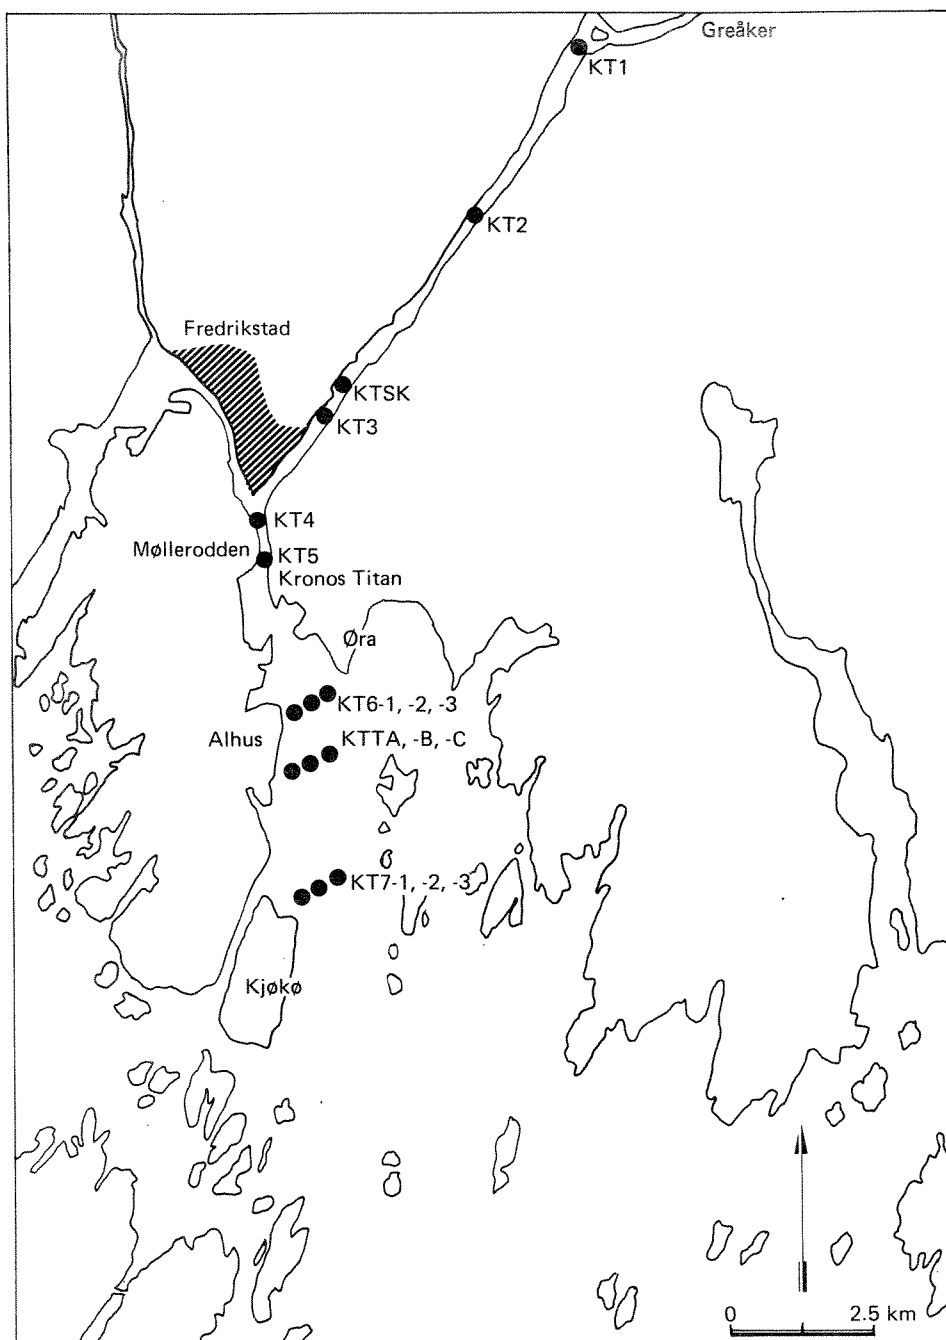 Greåker
KT1
KT2
Fredrikstad
KTSK
KT3
KT4
Møllerodden
KT5
Kronos Titan
Øra
KT6-1, -2, -3
Alhus
KTTA, -B, -C
KT7-1, -2, -3
Kjøkø
0 2.5 km